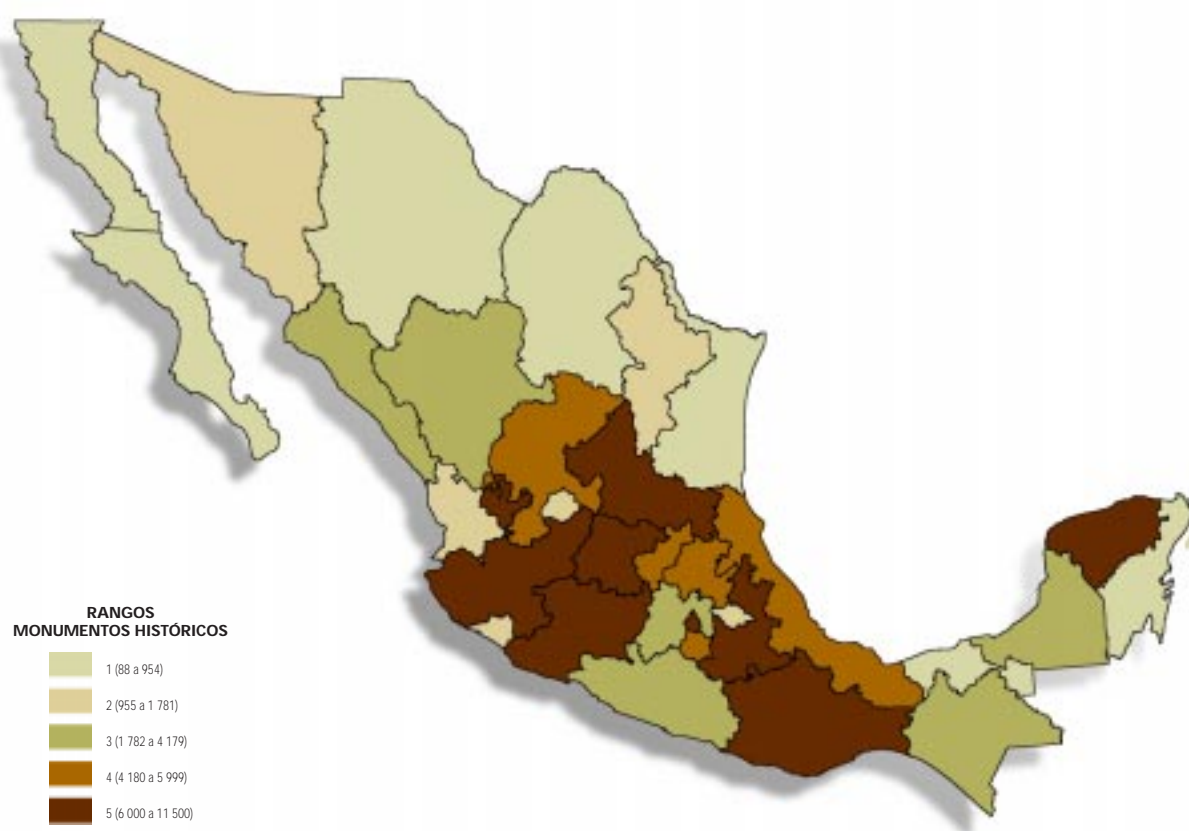 RANGOS
MONUMENTOS HISTÓRICOS
1 (88 a 954)
2 (955 a 1 781)
3 (1 782 a 4 179)
4 (4 180 a 5 999)
5 (6 000 a 11 500)